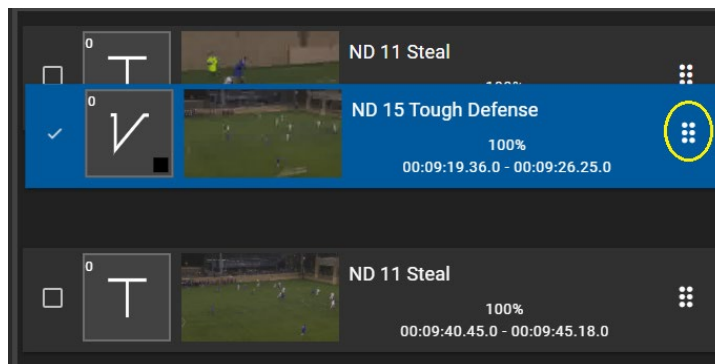 0
T
ND 11 Steal
100%
0
V
ND 15 Tough Defense
100%
00:09:19.36.0 - 00:09:26.25.0
0
T
ND 11 Steal
100%
00:09:40.45.0 - 00:09:45.18.0